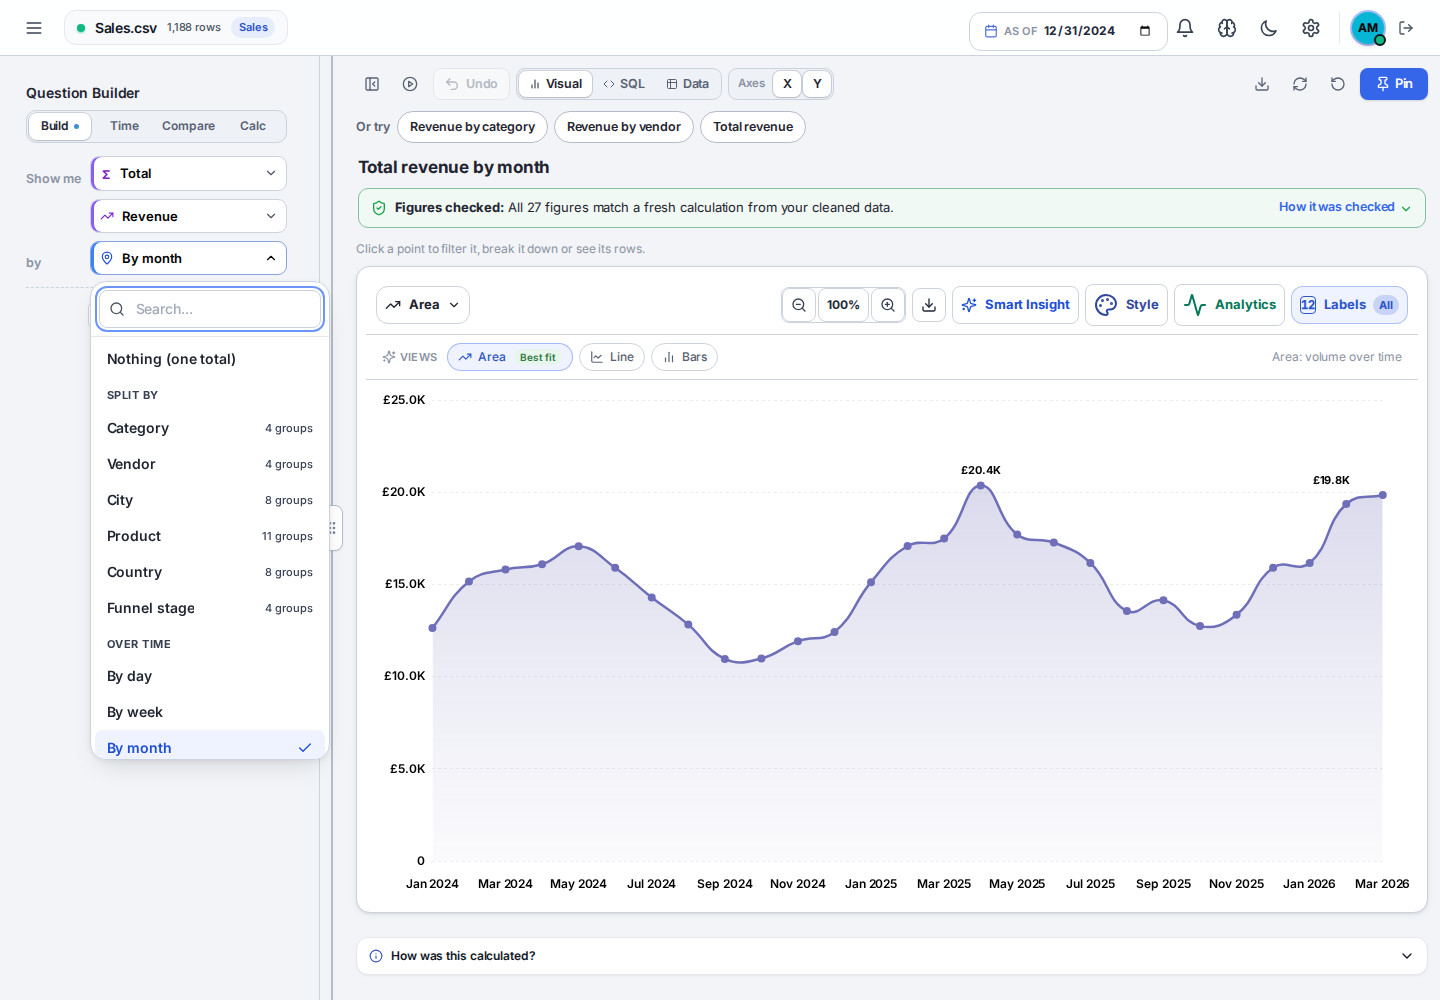 Sales.csv 1,188 rows Sales
AS OF 12/31/2024
AM
Question Builder
Build Time Compare Calc
Show me Σ Total
Revenue
by By month
Search...
Nothing (one total)
SPLIT BY
Category 4 groups
Vendor 4 groups
City 8 groups
Product 11 groups
Country 8 groups
Funnel stage 4 groups
OVER TIME
By day
By week
By month
Undo Visual SQL Data Axes X Y
Pin
Or try Revenue by category Revenue by vendor Total revenue
Total revenue by month
Figures checked: All 27 figures match a fresh calculation from your cleaned data. How it was checked
Click a point to filter it, break it down or see its rows.
Area 100% Smart Insight Style Analytics 12 Labels All
VIEWS Area Best fit Line Bars Area: volume over time
£25.0K
£20.0K
£15.0K
£10.0K
£5.0K
0
£20.4K
£19.8K
Jan 2024 Mar 2024 May 2024 Jul 2024 Sep 2024 Nov 2024 Jan 2025 Mar 2025 May 2025 Jul 2025 Sep 2025 Nov 2025 Jan 2026 Mar 2026
How was this calculated?